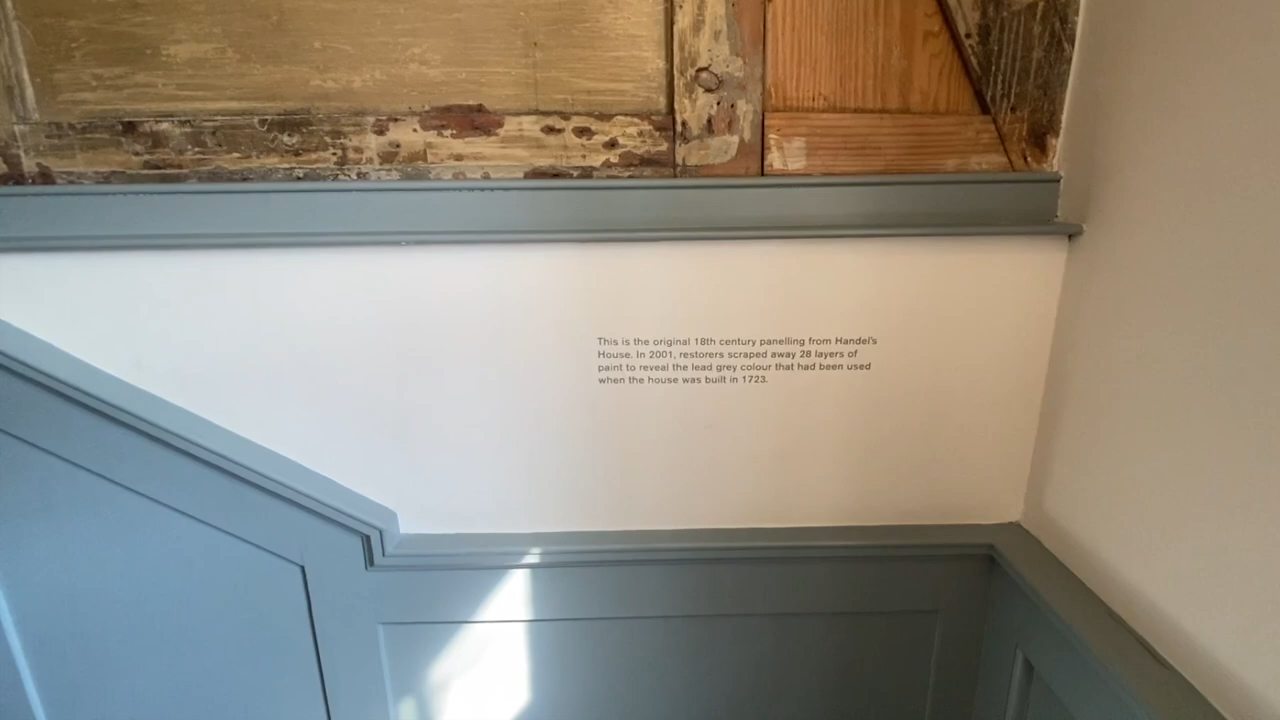 This is the original 18th century panelling from Handel's
House. In 2001, restorers scraped away 28 layers of
paint to reveal the lead grey colour that had been used
when the house was built in 1723.